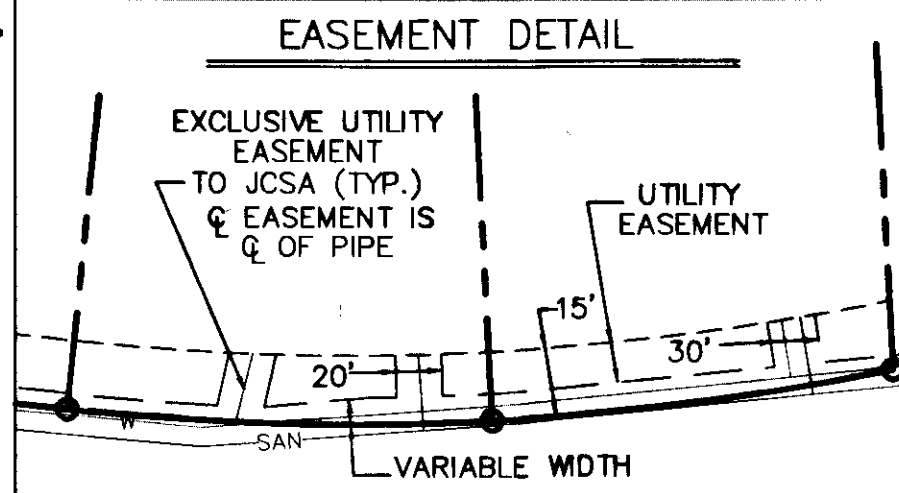 EASEMENT DETAIL
EXCLUSIVE UTILITY
EASEMENT
TO JCSA (TYP.)
℄ EASEMENT IS
℄ OF PIPE
UTILITY
EASEMENT
15'
20'
30'
W
SAN
VARIABLE WIDTH